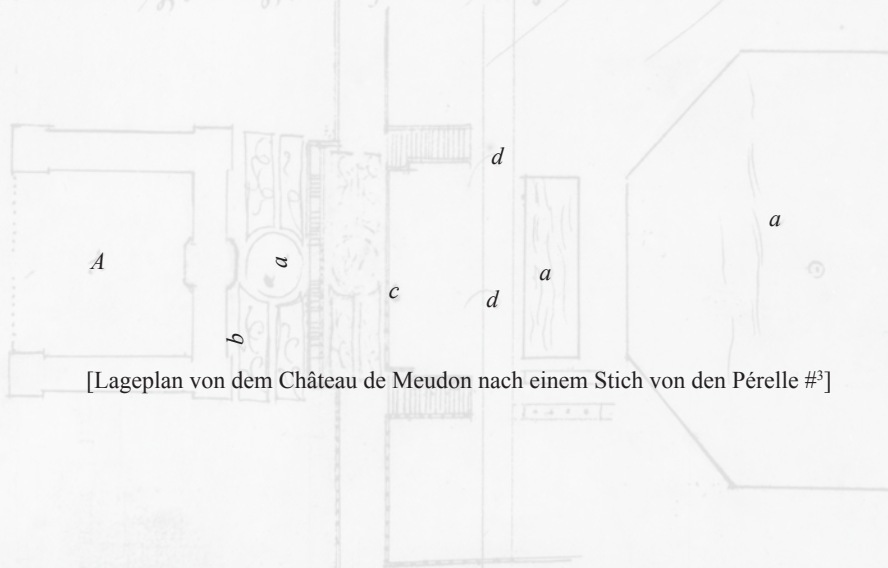 d
a
A
a
a
c
d
b
[Lageplan von dem Château de Meudon nach einem Stich von den Pérelle #³]